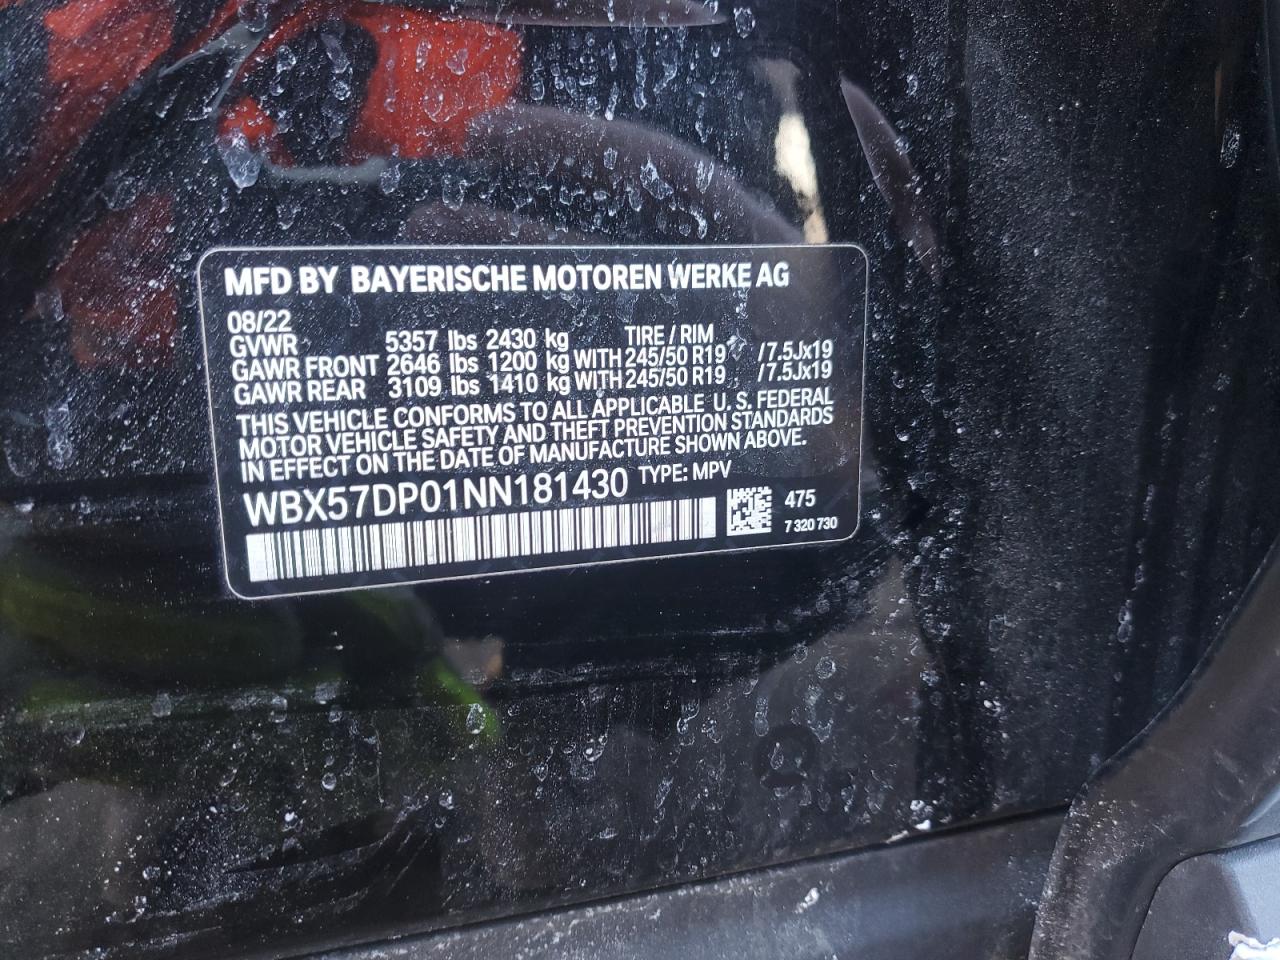 MFD BY BAYERISCHE MOTOREN WERKE AG
08/22
GVWR 5357 lbs 2430 kg TIRE / RIM
GAWR FRONT 2646 lbs 1200 kg WITH 245/50 R19 /7.5Jx19
GAWR REAR 3109 lbs 1410 kg WITH 245/50 R19 /7.5Jx19
THIS VEHICLE CONFORMS TO ALL APPLICABLE U.S. FEDERAL
MOTOR VEHICLE SAFETY AND THEFT PREVENTION STANDARDS
IN EFFECT ON THE DATE OF MANUFACTURE SHOWN ABOVE.
WBX57DP01NN181430 TYPE: MPV
475
7 320 730